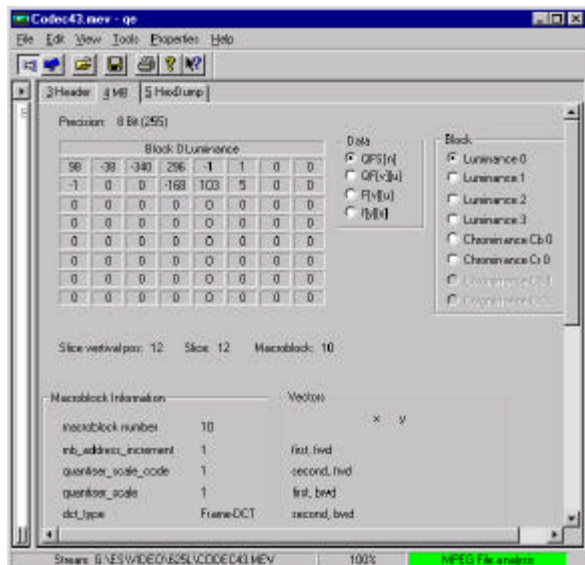 Codec43.mev - qe
File Edit View Tools Properties Help
3 Header 4 MB 5 HexDump
Precision: 8 Bit (255)
Block 0 Luminance
98 -38 -340 296 -1 1 0 0
-1 0 0 -168 103 5 0 0
0 0 0 0 0 0 0 0
0 0 0 0 0 0 0 0
0 0 0 0 0 0 0 0
0 0 0 0 0 0 0 0
0 0 0 0 0 0 0 0
0 0 0 0 0 0 0 0
Data
QFS[n]
QF[v][u]
F[v][u]
f[y][x]
Block
Luminance 0
Luminance 1
Luminance 2
Luminance 3
Chrominance Cb 0
Chrominance Cr 0
Slice vertival pos: 12 Slice: 12 Macroblock: 10
Macroblock Information
macroblock number 10
mb_address_increment 1
quantiser_scale_code 1
quantiser_scale 1
dct_type Frame-DCT
Vectors
x y
first, fwd
second, fwd
first, bwd
second, bwd
Stream: G:\ES\VIDEO\625L\CODEC43.MEV 100% MPEG File analysis